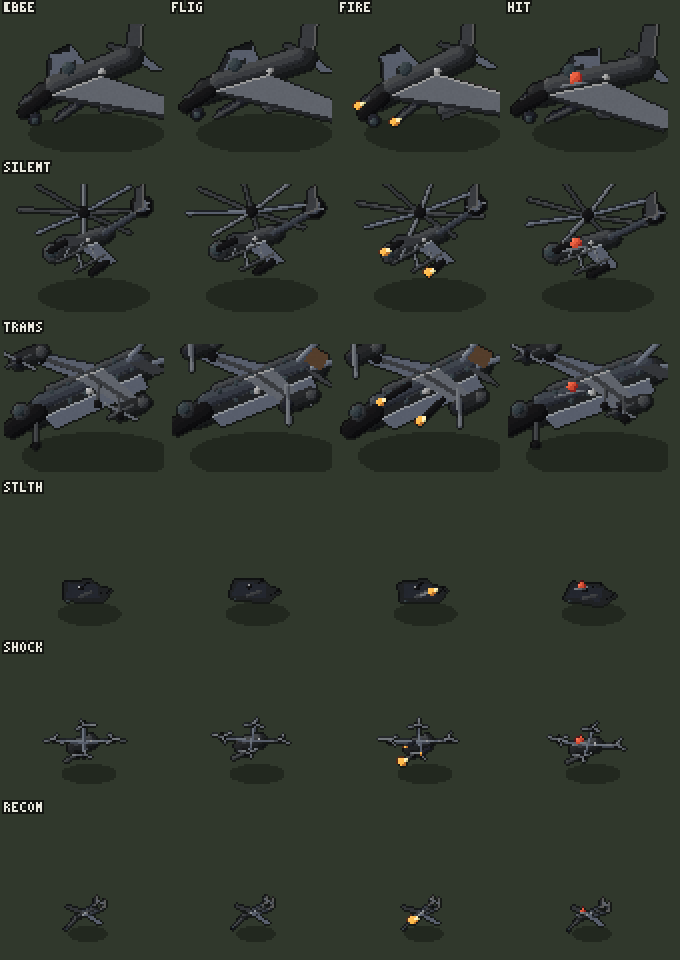 FLIG FIRE HIT
SILENT
TRANS
STLTH
SHOCK
RECON